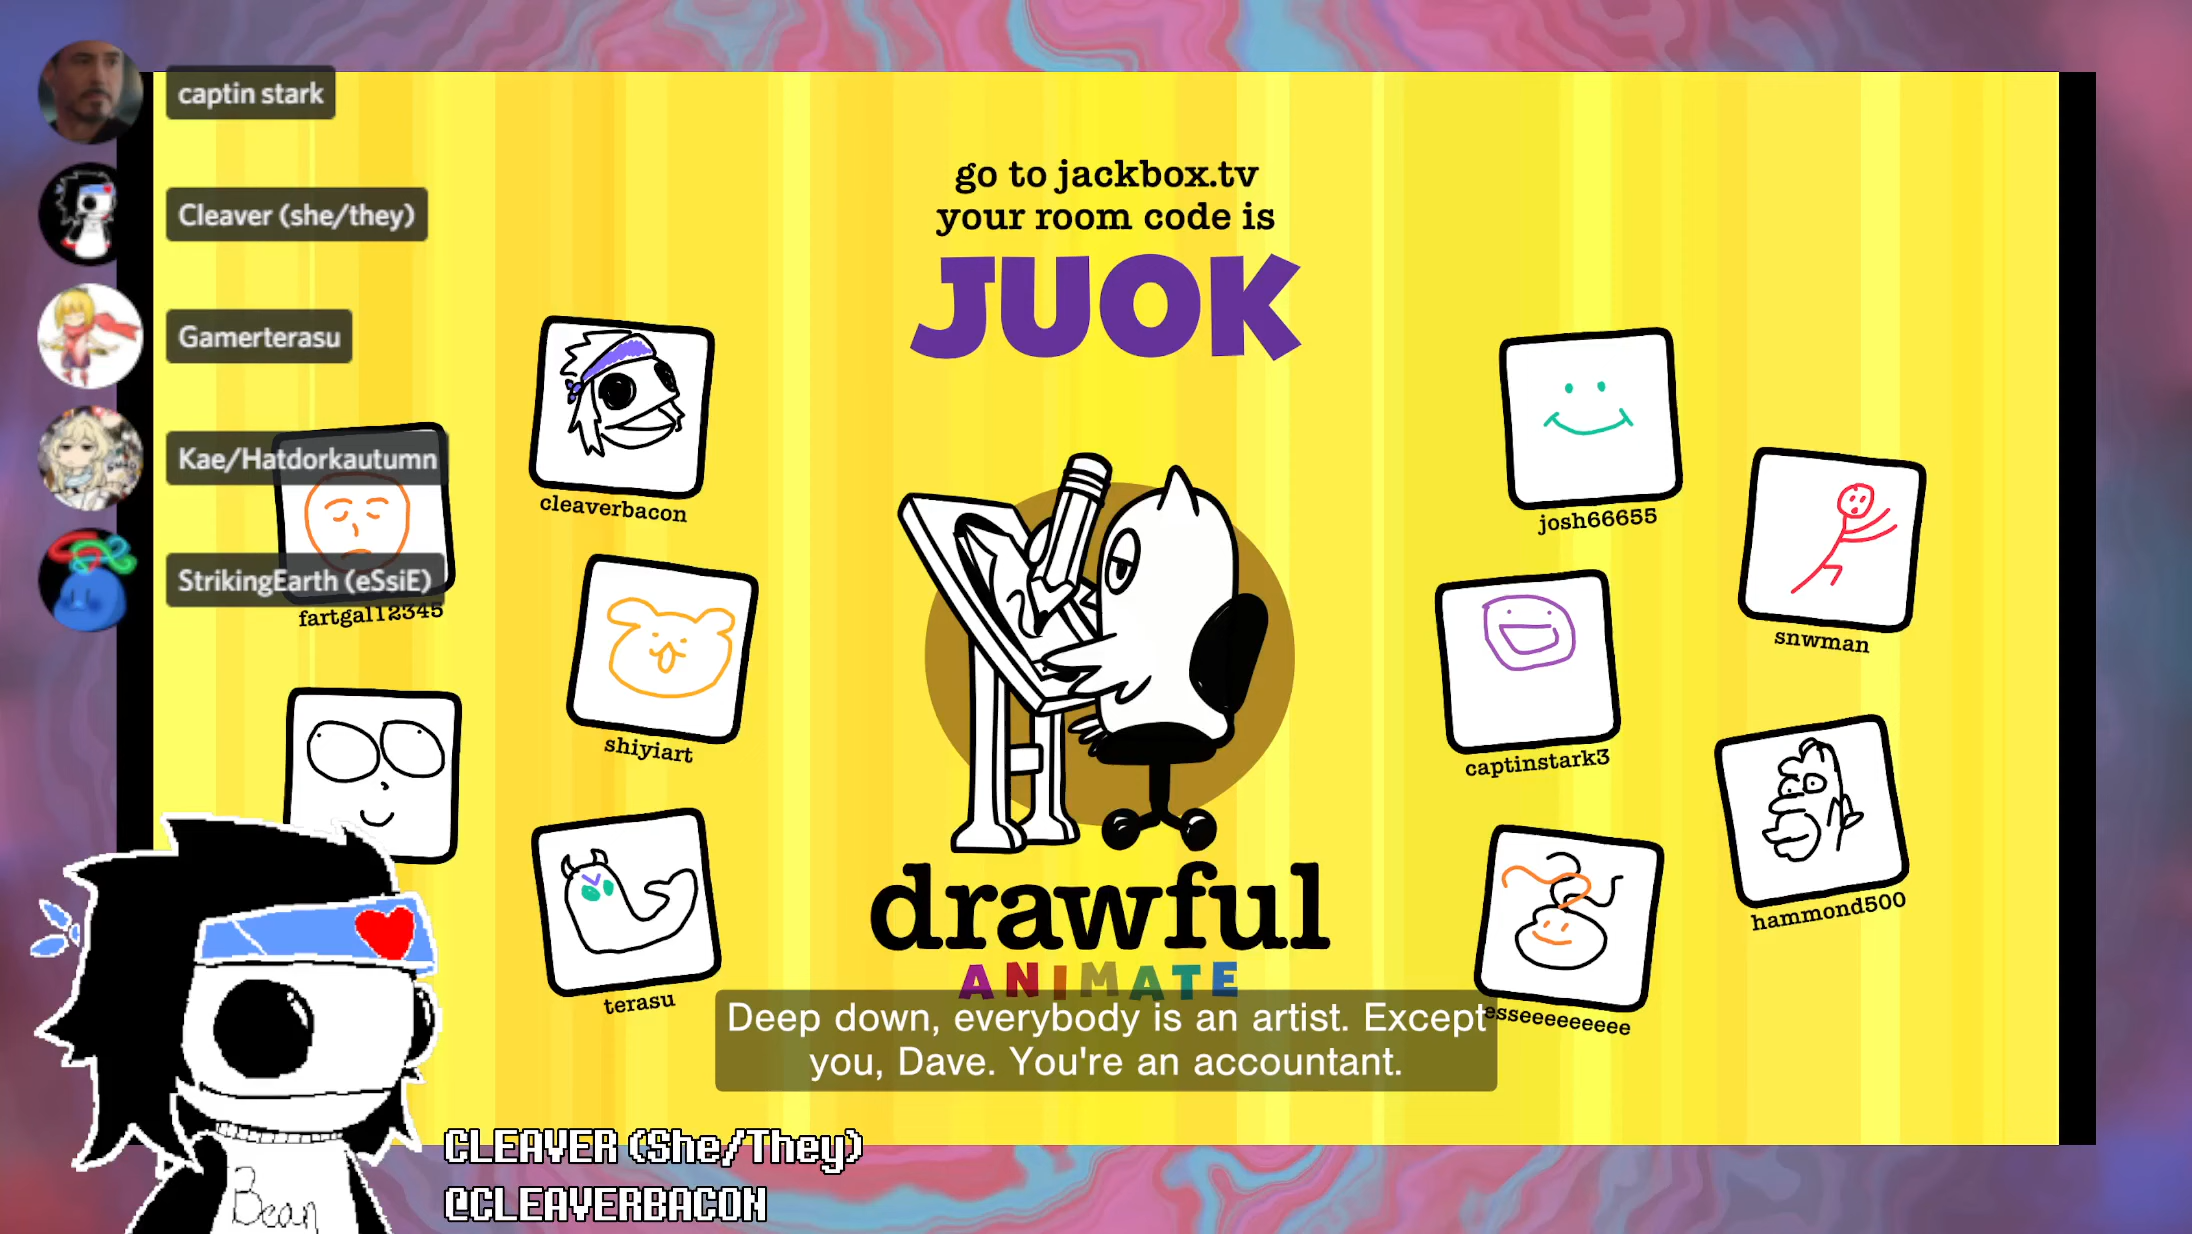 captin stark
Cleaver (she/they)
Gamerterasu
Kae/Hatdorkautumn
StrikingEarth (eSsiE)
go to jackbox.tv
your room code is
JUOK
cleaverbacon
fartgal12345
shiyiart
terasu
josh66655
snwman
captinstark3
hammond500
esseeeeeeeee
drawful
ANIMATE
Deep down, everybody is an artist. Except
you, Dave. You're an accountant.
Bean
CLEAVER (She/They)
@CLEAVERBACON